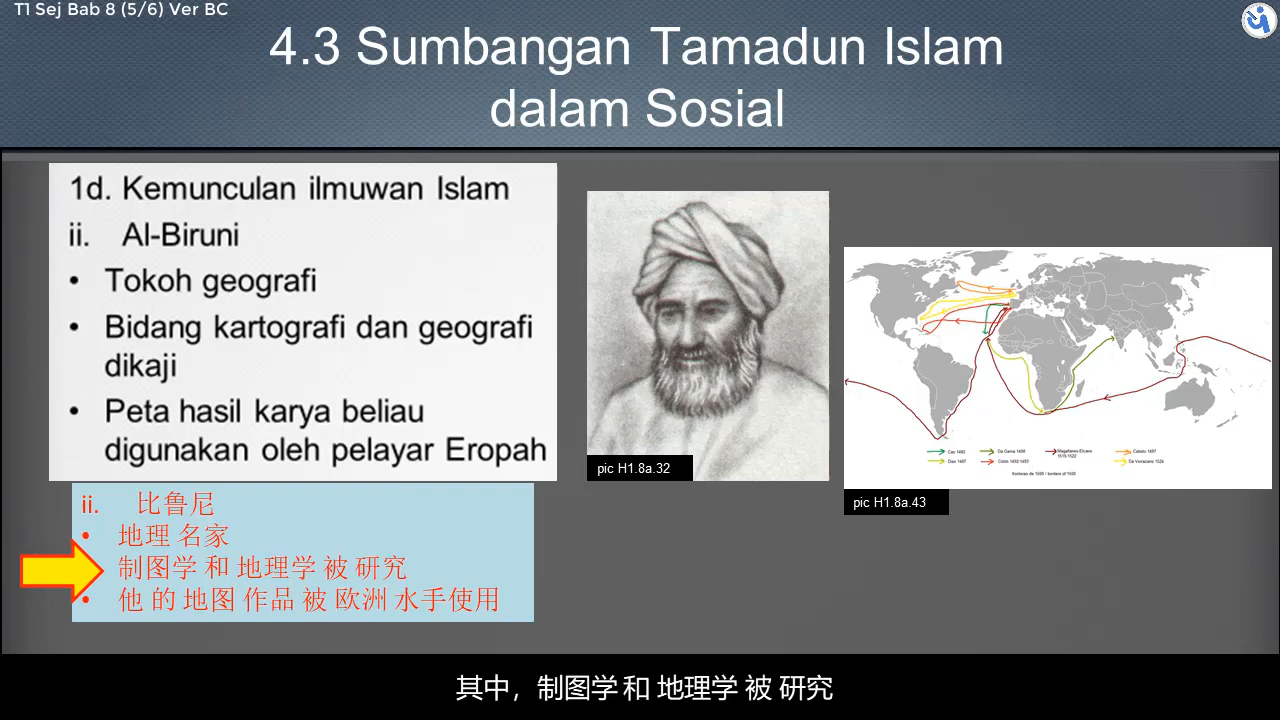 T1 Sej Bab 8 (5/6) Ver BC
4.3 Sumbangan Tamadun Islam
dalam Sosial
1d. Kemunculan ilmuwan Islam
ii. Al-Biruni
• Tokoh geografi
• Bidang kartografi dan geografi
dikaji
• Peta hasil karya beliau
digunakan oleh pelayar Eropah
pic H1.8a.32
pic H1.8a.43
ii. 比鲁尼
• 地理 名家
制图学 和 地理学 被 研究
• 他 的 地图 作品 被 欧洲 水手使用
其中，制图学 和 地理学 被 研究